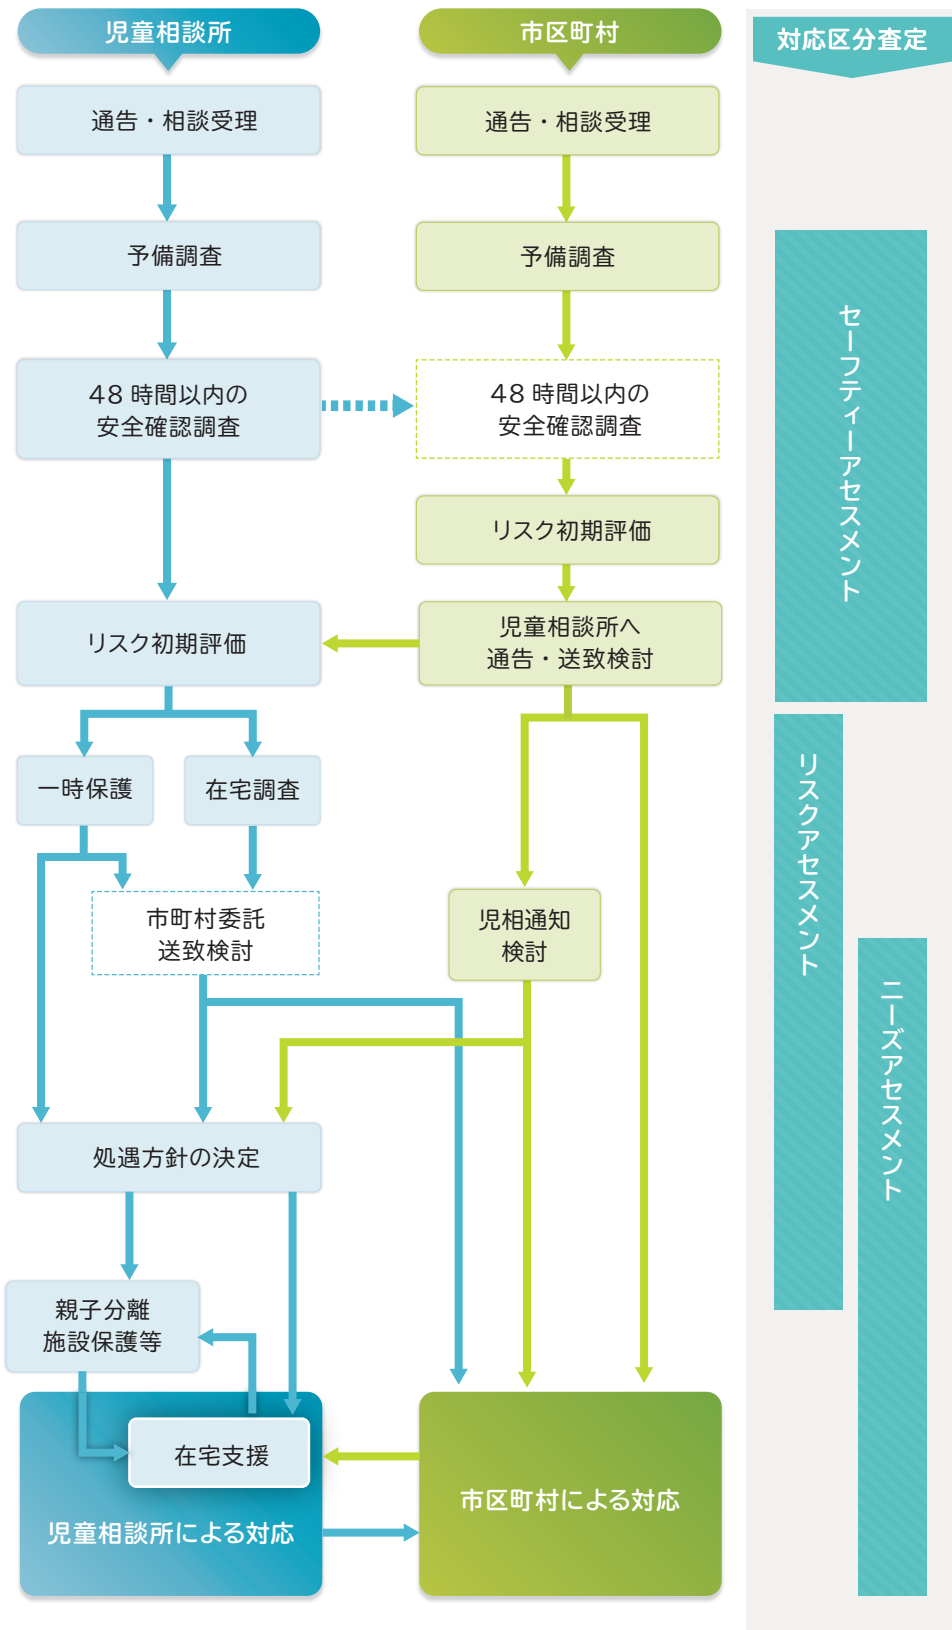 児童相談所
市区町村
対応区分査定
通告・相談受理
通告・相談受理
予備調査
予備調査
48 時間以内の
安全確認調査
48 時間以内の
安全確認調査
リスク初期評価
リスク初期評価
児童相談所へ
通告・送致検討
一時保護
在宅調査
市町村委託
送致検討
児相通知
検討
処遇方針の決定
親子分離
施設保護等
在宅支援
児童相談所による対応
市区町村による対応
セーフティーアセスメント
リスクアセスメント
ニーズアセスメント